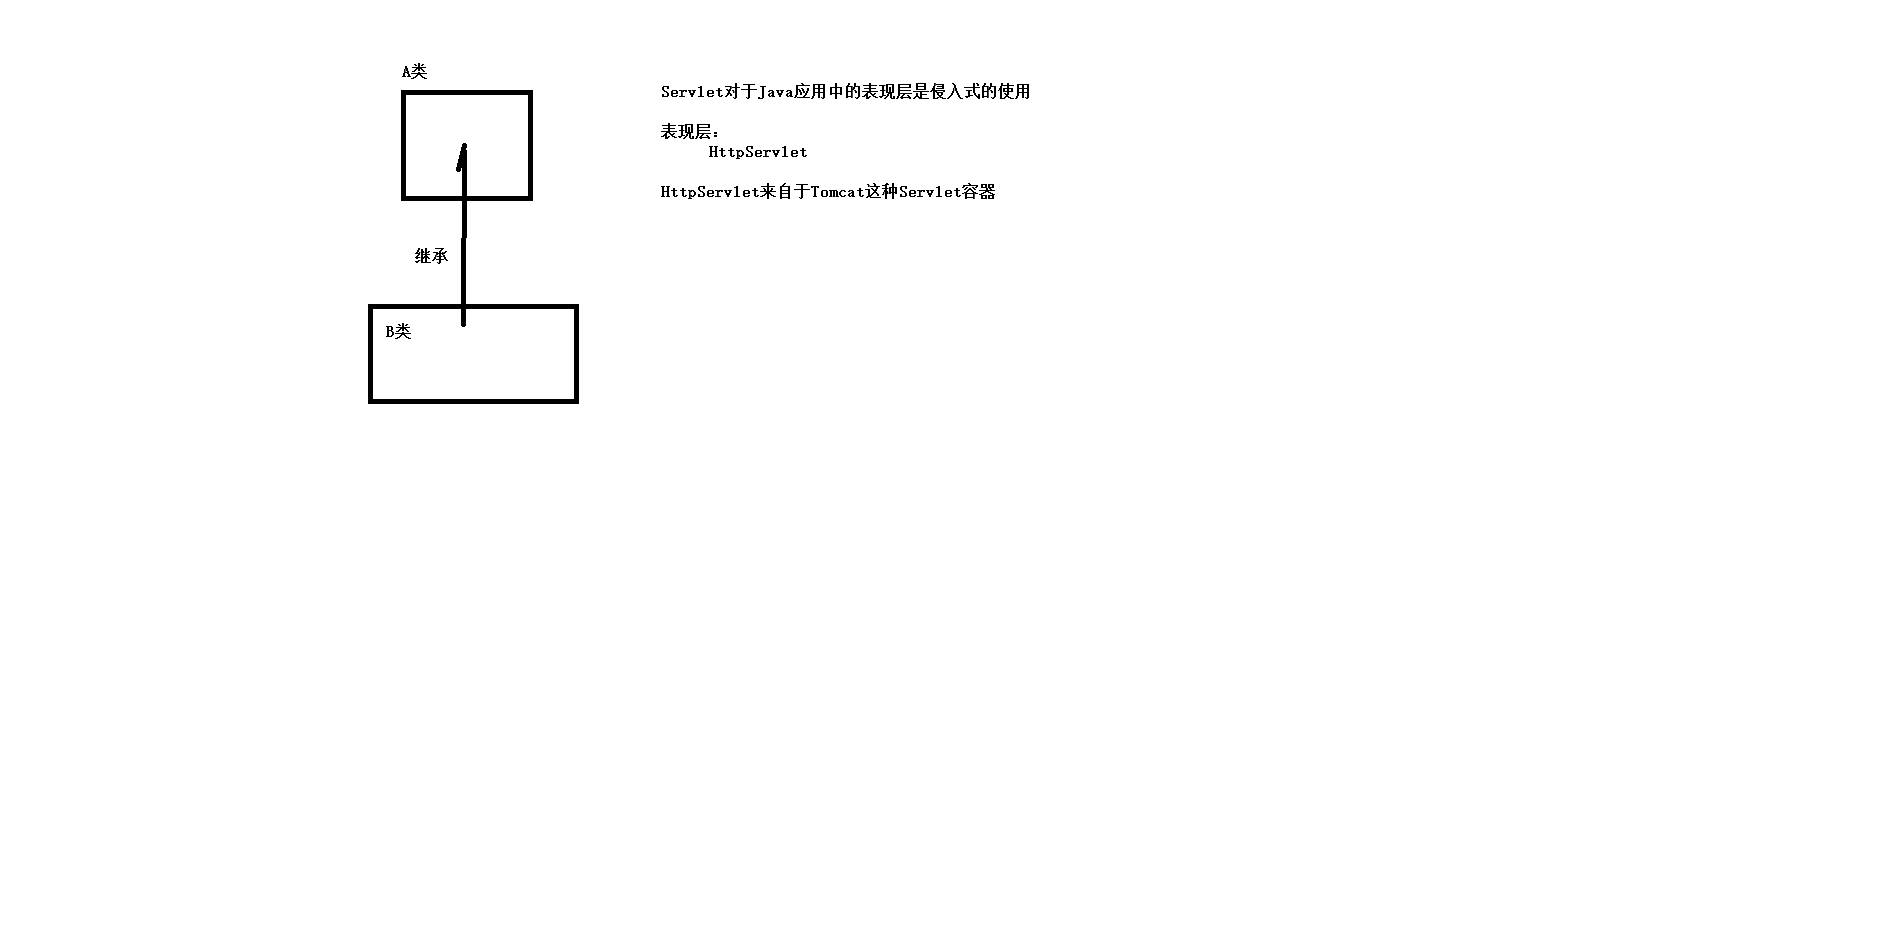 A类
继承
B类
Servlet对于Java应用中的表现层是侵入式的使用
表现层：
HttpServlet
HttpServlet来自于Tomcat这种Servlet容器